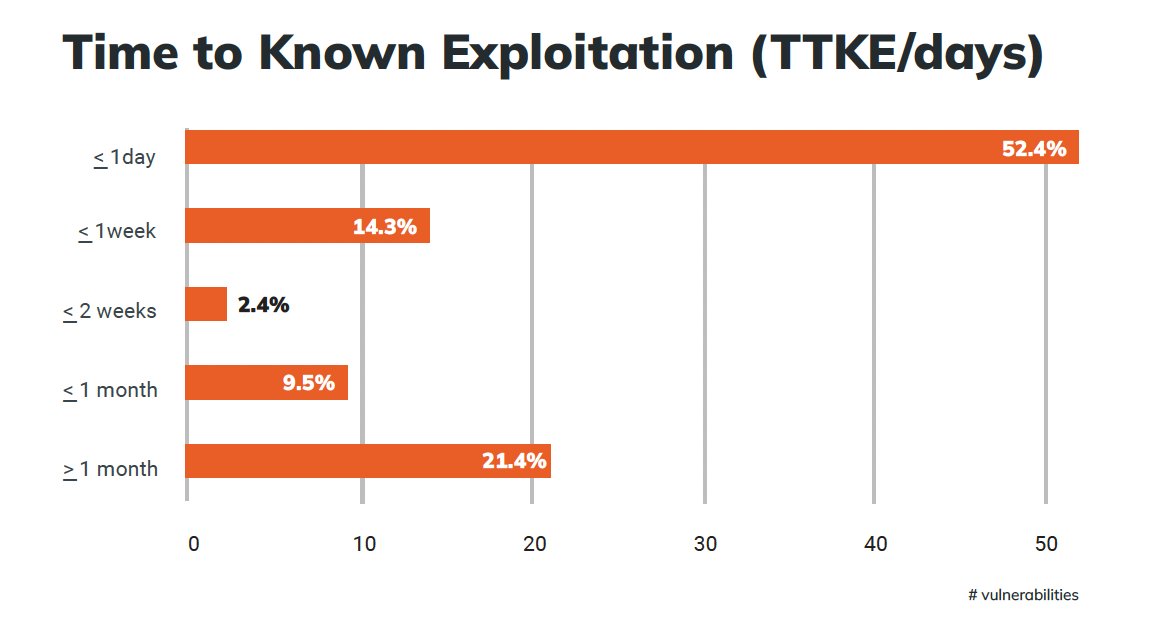 Time to Known Exploitation (TTKE/days)
≤ 1day 52.4%
≤ 1week 14.3%
≤ 2 weeks 2.4%
≤ 1 month 9.5%
≥ 1 month 21.4%
0 10 20 30 40 50
# vulnerabilities